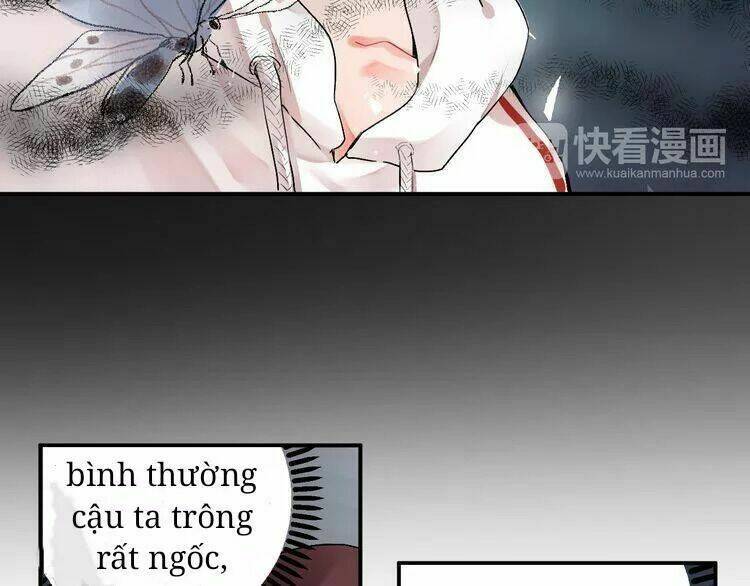 快看漫画
www.kuaikanmanhua.com
bình thường
cậu ta trông
rất ngốc,